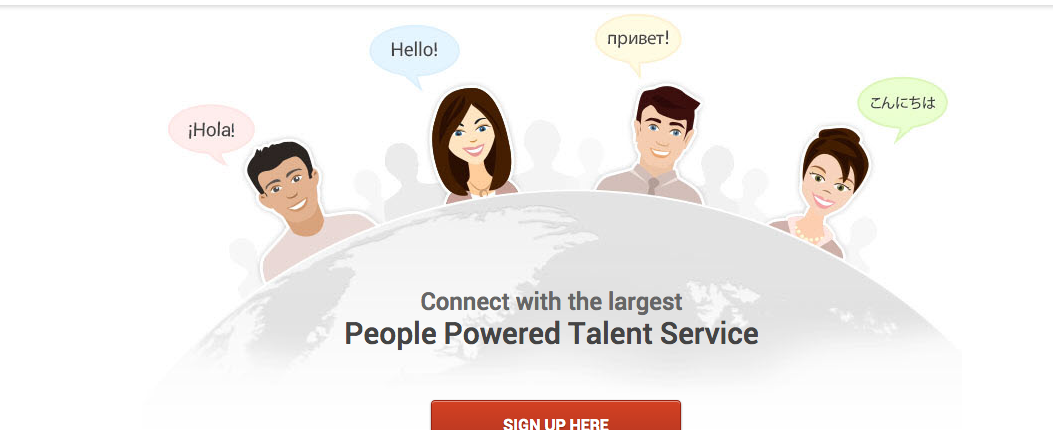 Hello!
привет!
¡Hola!
こんにちは
Connect with the largest
People Powered Talent Service
SIGN UP HERE